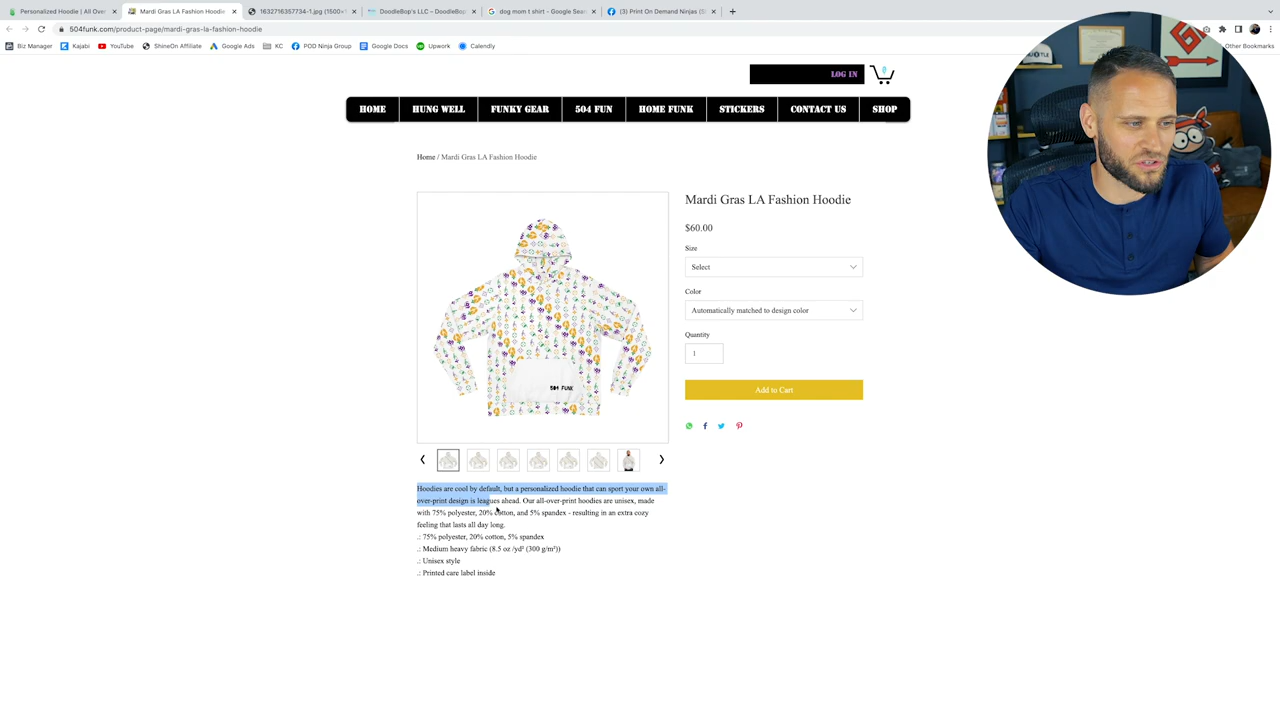 Personalized Hoodie | All Over
Mardi Gras LA Fashion Hoodie
1632716357734-1.jpg (1500×1
DoodleBop's LLC – DoodleBop
dog mom t shirt - Google Sear
(3) Print On Demand Ninjas (S
504funk.com/product-page/mardi-gras-la-fashion-hoodie
Biz Manager
Kajabi
YouTube
ShineOn Affiliate
Google Ads
KC
POD Ninja Group
Google Docs
Upwork
Calendly
Other Bookmarks
LOG IN
0
HOME
HUNG WELL
FUNKY GEAR
504 FUN
HOME FUNK
STICKERS
CONTACT US
SHOP
Home / Mardi Gras LA Fashion Hoodie
504 FUNK
Mardi Gras LA Fashion Hoodie
$60.00
Size
Select
Color
Automatically matched to design color
Quantity
1
Add to Cart
Hoodies are cool by default, but a personalized hoodie that can sport your own all-
over-print design is leagues ahead. Our all-over-print hoodies are unisex, made
with 75% polyester, 20% cotton, and 5% spandex - resulting in an extra cozy
feeling that lasts all day long.
.: 75% polyester, 20% cotton, 5% spandex
.: Medium heavy fabric (8.5 oz /yd² (300 g/m²))
.: Unisex style
.: Printed care label inside